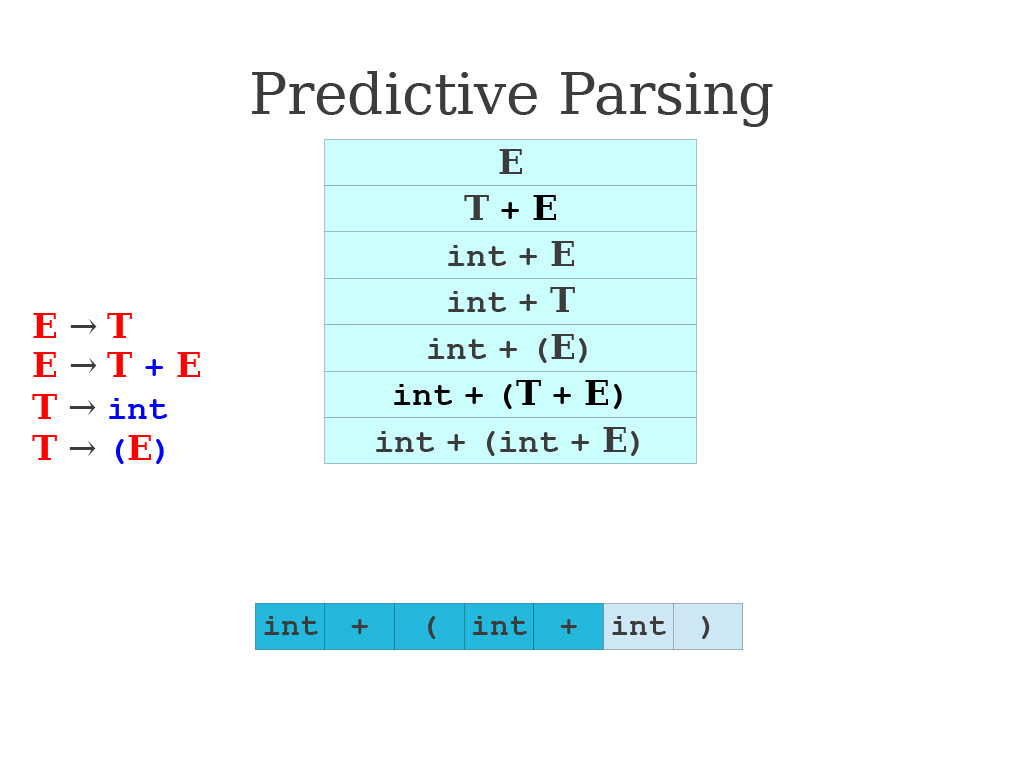 Predictive Parsing
E → T
E → T + E
T → int
T → (E)
E
T + E
int + E
int + T
int + (E)
int + (T + E)
int + (int + E)
int + ( int + int )